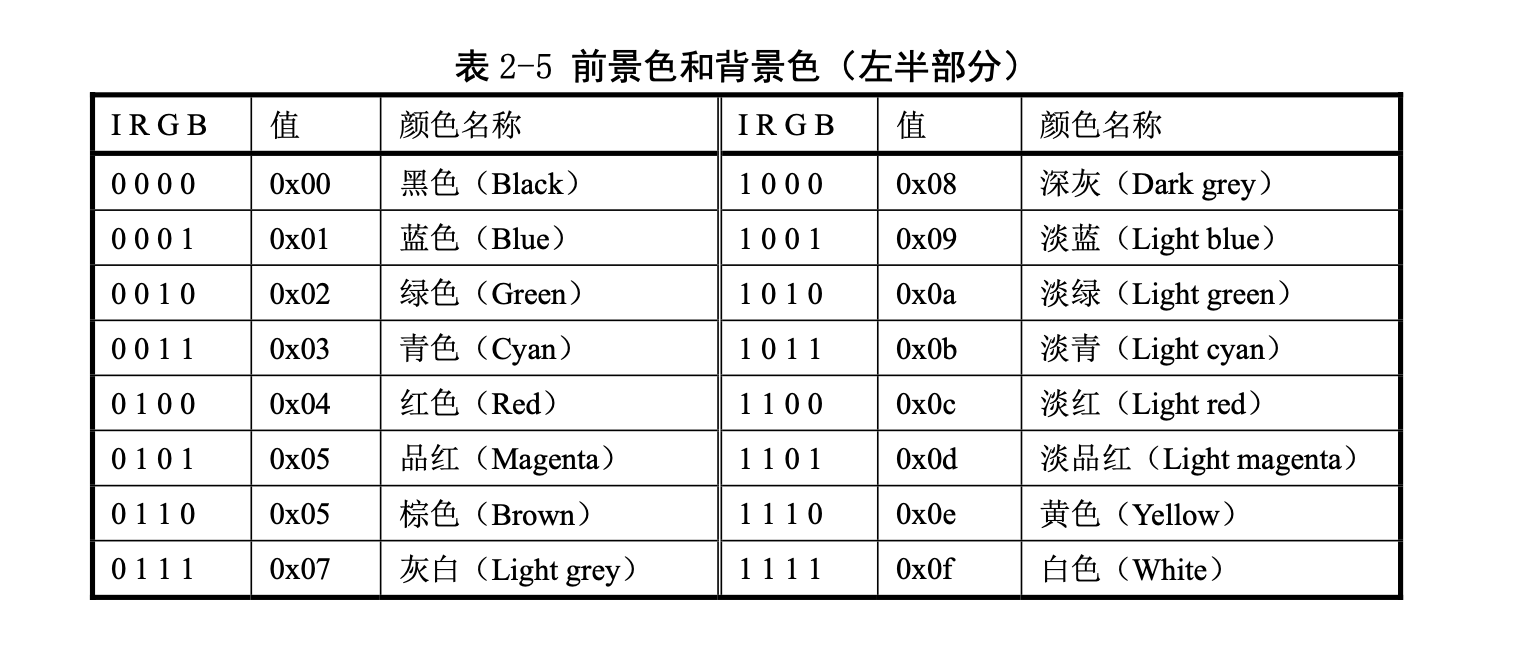 表 2-5 前景色和背景色（左半部分）
I R G B 值 颜色名称 I R G B 值 颜色名称
0 0 0 0 0x00 黑色（Black） 1 0 0 0 0x08 深灰（Dark grey）
0 0 0 1 0x01 蓝色（Blue） 1 0 0 1 0x09 淡蓝（Light blue）
0 0 1 0 0x02 绿色（Green） 1 0 1 0 0x0a 淡绿（Light green）
0 0 1 1 0x03 青色（Cyan） 1 0 1 1 0x0b 淡青（Light cyan）
0 1 0 0 0x04 红色（Red） 1 1 0 0 0x0c 淡红（Light red）
0 1 0 1 0x05 品红（Magenta） 1 1 0 1 0x0d 淡品红（Light magenta）
0 1 1 0 0x05 棕色（Brown） 1 1 1 0 0x0e 黄色（Yellow）
0 1 1 1 0x07 灰白（Light grey） 1 1 1 1 0x0f 白色（White）